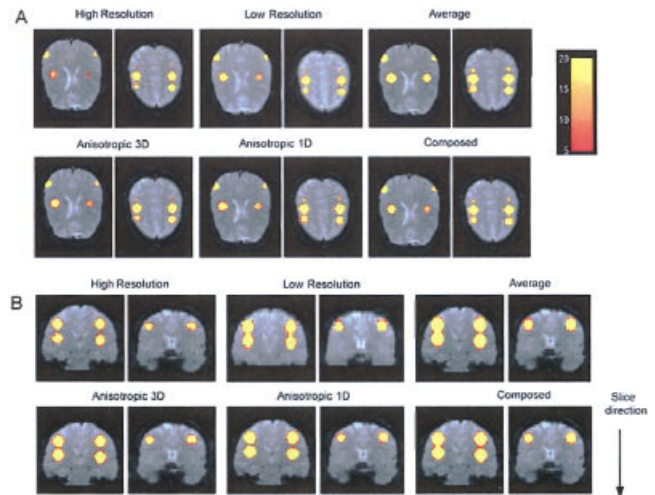 A
High Resolution
Low Resolution
Average
20
15
10
5
Anisotropic 3D
Anisotropic 1D
Composed
B
High Resolution
Low Resolution
Average
Anisotropic 3D
Anisotropic 1D
Composed
Slice
direction